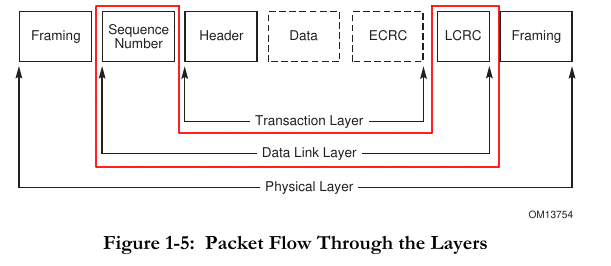 Framing
Sequence
Number
Header
Data
ECRC
LCRC
Framing
Transaction Layer
Data Link Layer
Physical Layer
OM13754
Figure 1-5: Packet Flow Through the Layers